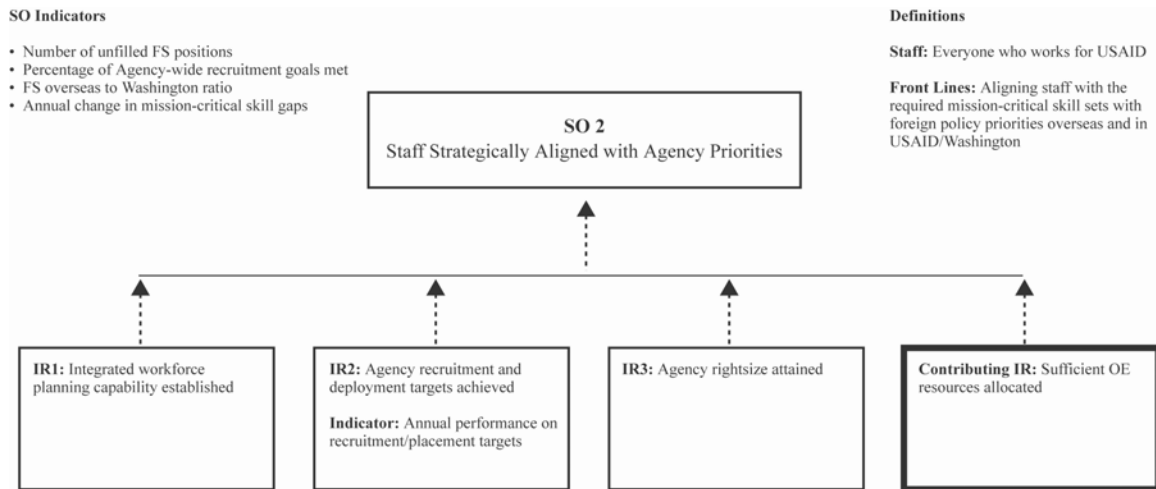 SO Indicators
• Number of unfilled FS positions
• Percentage of Agency-wide recruitment goals met
• FS overseas to Washington ratio
• Annual change in mission-critical skill gaps
Definitions
Staff: Everyone who works for USAID
Front Lines: Aligning staff with the
required mission-critical skill sets with
foreign policy priorities overseas and in
USAID/Washington
SO 2
Staff Strategically Aligned with Agency Priorities
IR1: Integrated workforce
planning capability established
IR2: Agency recruitment and
deployment targets achieved
Indicator: Annual performance on
recruitment/placement targets
IR3: Agency rightsize attained
Contributing IR: Sufficient OE
resources allocated